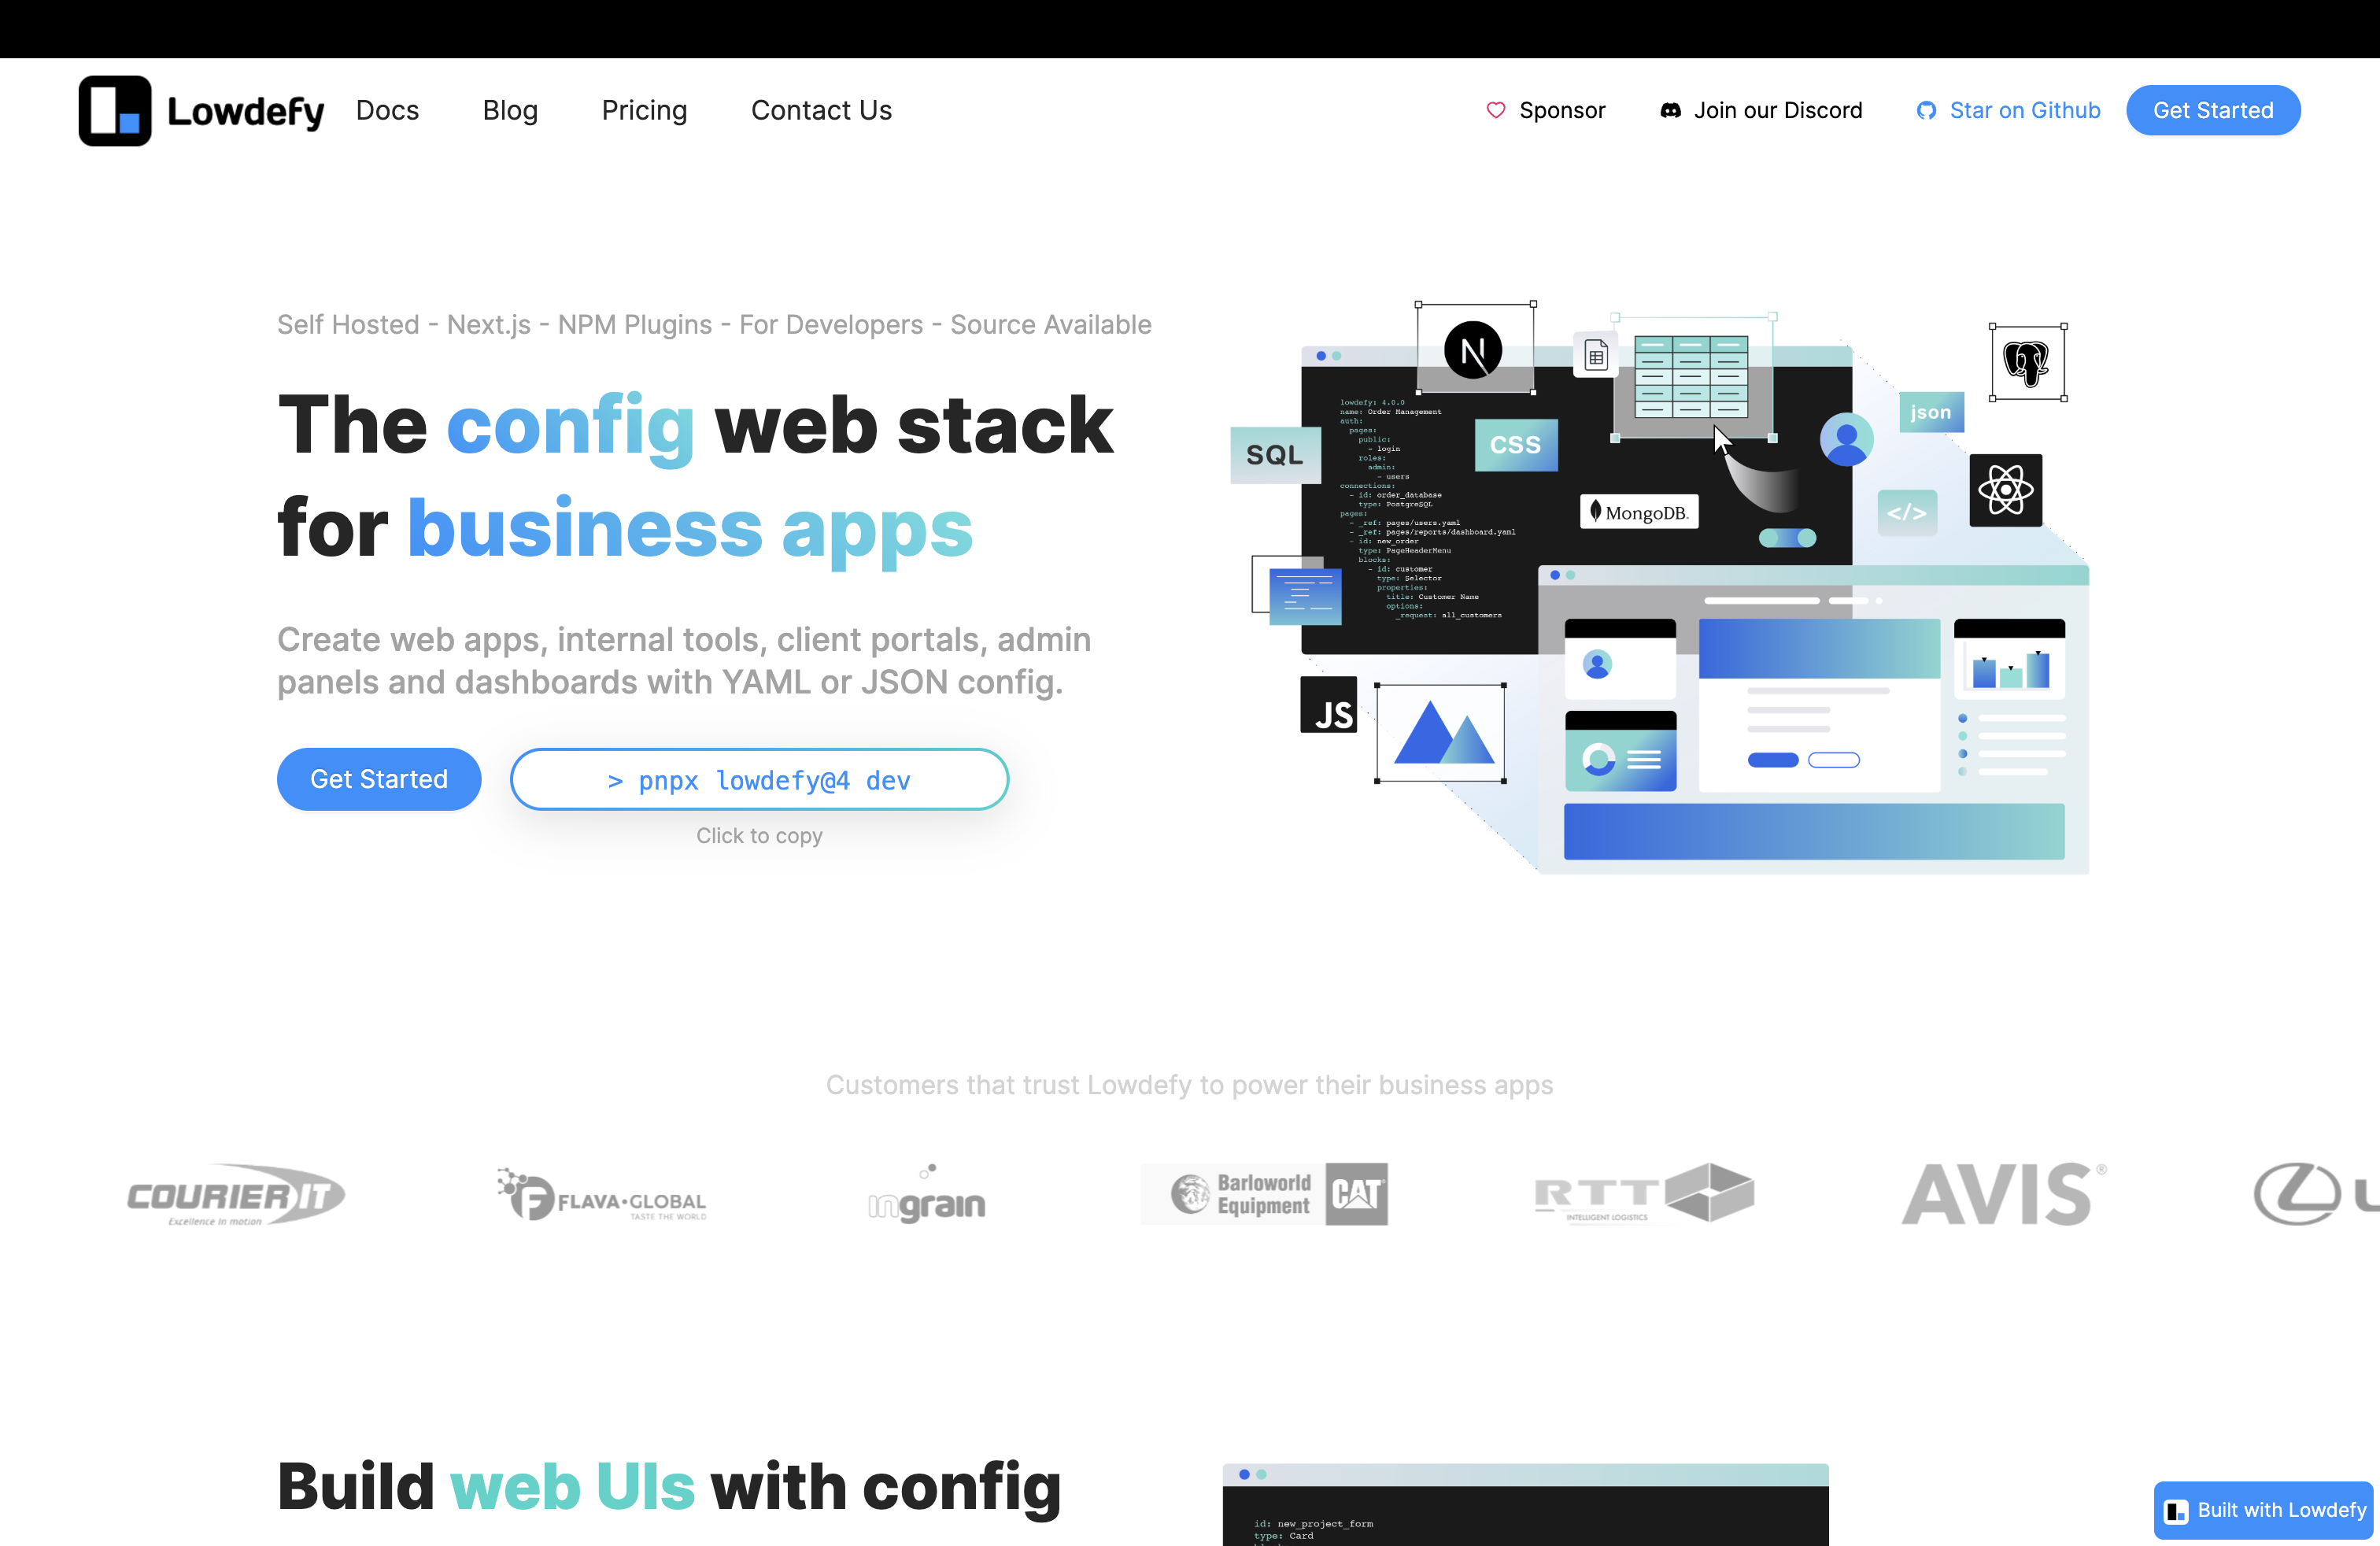 Lowdefy
Docs
Blog
Pricing
Contact Us
Sponsor
Join our Discord
Star on Github
Get Started
Self Hosted - Next.js - NPM Plugins - For Developers - Source Available
The config web stack
for business apps
Create web apps, internal tools, client portals, admin
panels and dashboards with YAML or JSON config.
Get Started
> pnpx lowdefy@4 dev
Click to copy
SQL
lowdefy: 4.0.0
name: Order Management
auth:
pages:
public:
- login
roles:
admin:
- users
connections:
- id: order_database
type: PostgreSQL
pages:
- _ref: pages/users.yaml
- _ref: pages/reports/dashboard.yaml
- id: new_order
type: PageHeaderMenu
blocks:
- id: customer
type: Selector
properties:
title: Customer Name
options:
_request: all_customers
N
CSS
MongoDB.
json
</>
JS
Customers that trust Lowdefy to power their business apps
COURIER IT
Excellence in motion
FLAVA·GLOBAL
TASTE THE WORLD
ingrain
Barloworld
Equipment
CAT
RTT
INTELLIGENT LOGISTICS
AVIS®
Build web UIs with config
id: new_project_form
type: Card
Built with Lowdefy